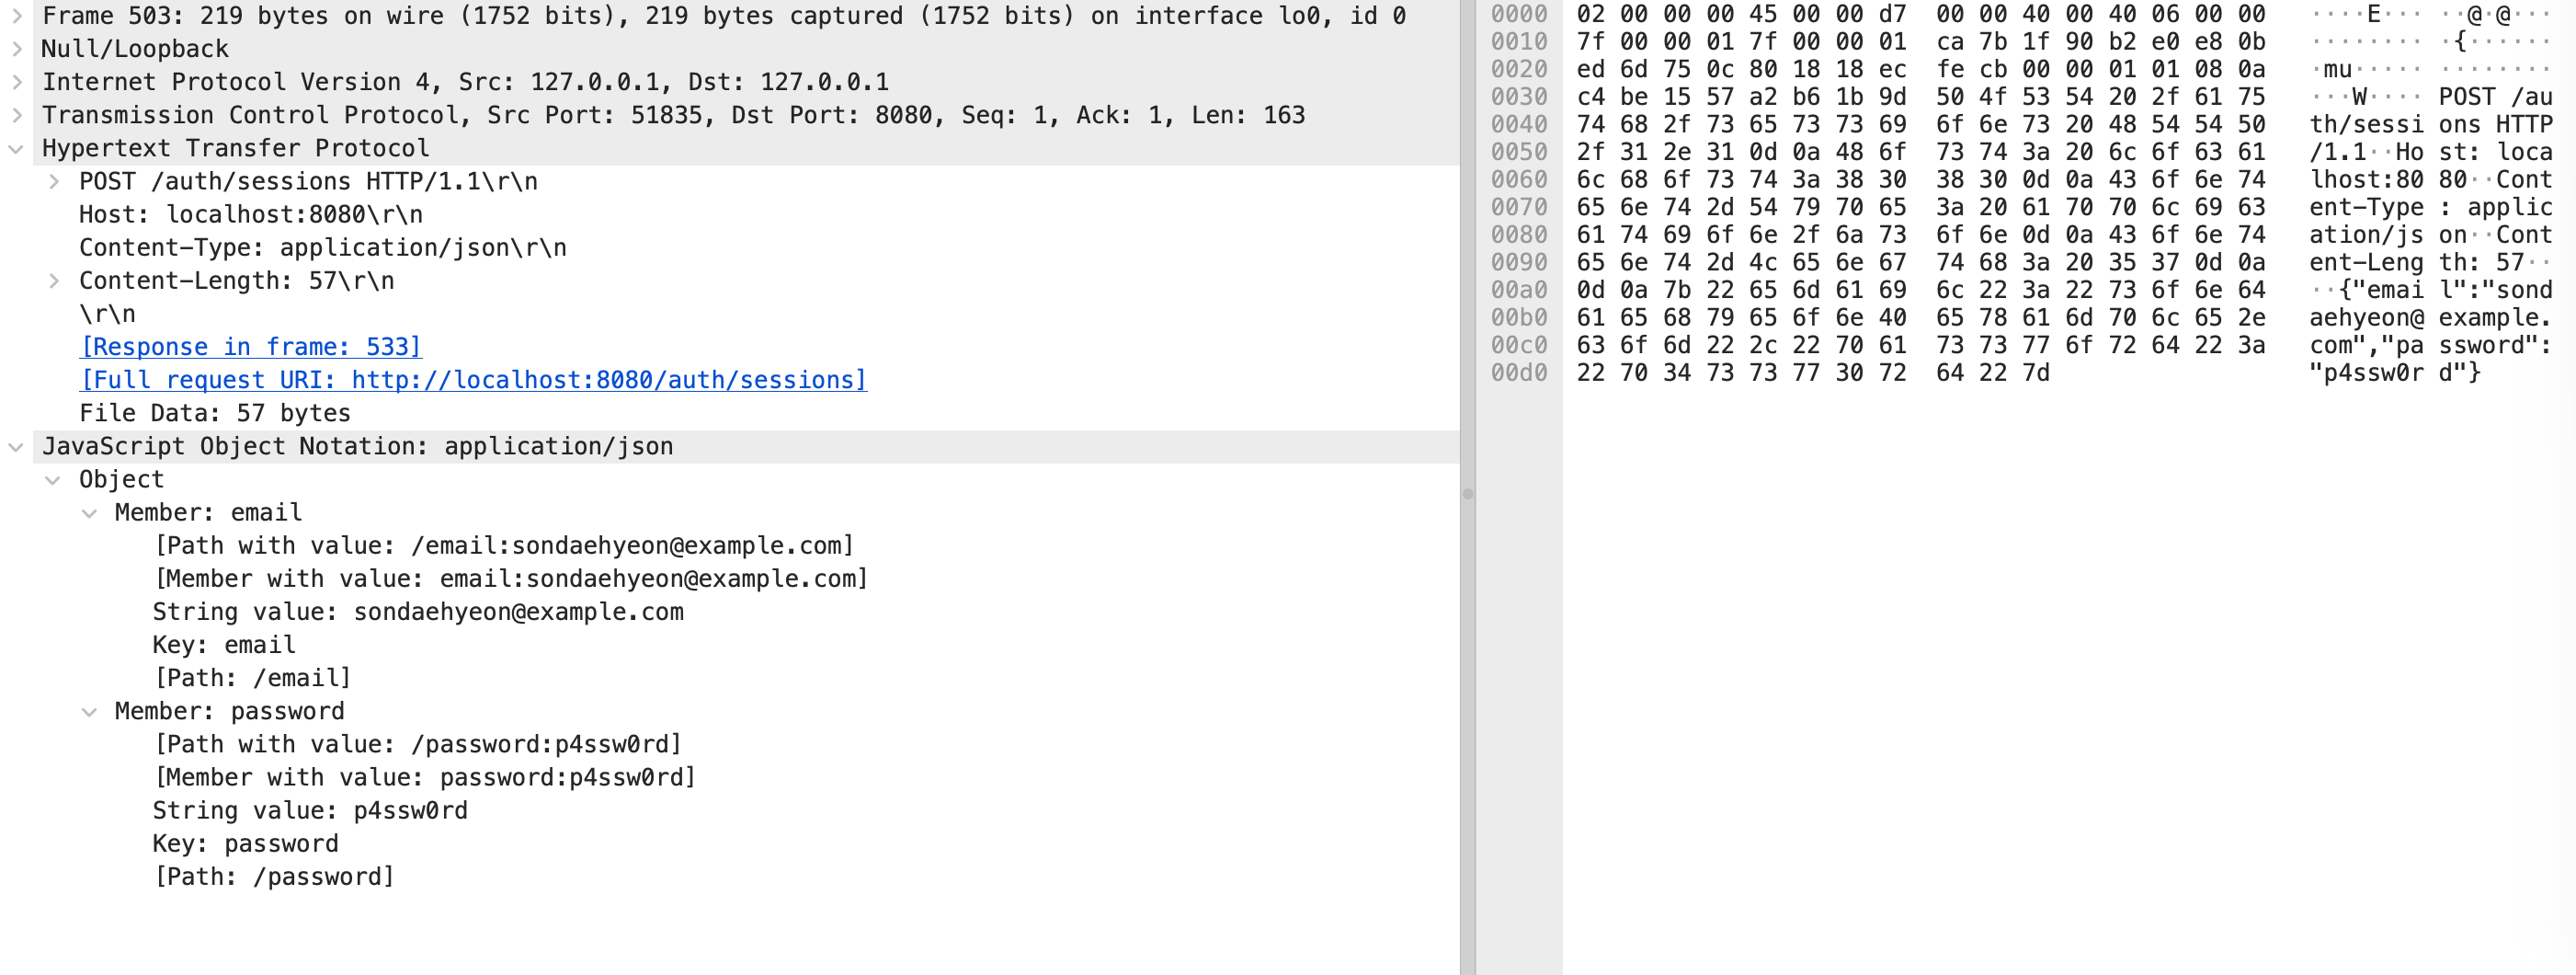 Frame 503: 219 bytes on wire (1752 bits), 219 bytes captured (1752 bits) on interface lo0, id 0
Null/Loopback
Internet Protocol Version 4, Src: 127.0.0.1, Dst: 127.0.0.1
Transmission Control Protocol, Src Port: 51835, Dst Port: 8080, Seq: 1, Ack: 1, Len: 163
Hypertext Transfer Protocol
POST /auth/sessions HTTP/1.1\r\n
Host: localhost:8080\r\n
Content-Type: application/json\r\n
Content-Length: 57\r\n
\r\n
[Response in frame: 533]
[Full request URI: http://localhost:8080/auth/sessions]
File Data: 57 bytes
JavaScript Object Notation: application/json
Object
Member: email
[Path with value: /email:sondaehyeon@example.com]
[Member with value: email:sondaehyeon@example.com]
String value: sondaehyeon@example.com
Key: email
[Path: /email]
Member: password
[Path with value: /password:p4ssw0rd]
[Member with value: password:p4ssw0rd]
String value: p4ssw0rd
Key: password
[Path: /password]
0000 02 00 00 00 45 00 00 d7 00 00 40 00 40 06 00 00 ····E··· ··@·@···
0010 7f 00 00 01 7f 00 00 01 ca 7b 1f 90 b2 e0 e8 0b ········ ·{······
0020 ed 6d 75 0c 80 18 18 ec fe cb 00 00 01 01 08 0a ·mu····· ········
0030 c4 be 15 57 a2 b6 1b 9d 50 4f 53 54 20 2f 61 75 ···W···· POST /au
0040 74 68 2f 73 65 73 73 69 6f 6e 73 20 48 54 54 50 th/sessi ons HTTP
0050 2f 31 2e 31 0d 0a 48 6f 73 74 3a 20 6c 6f 63 61 /1.1··Ho st: loca
0060 6c 68 6f 73 74 3a 38 30 38 30 0d 0a 43 6f 6e 74 lhost:80 80··Cont
0070 65 6e 74 2d 54 79 70 65 3a 20 61 70 70 6c 69 63 ent-Type : applic
0080 61 74 69 6f 6e 2f 6a 73 6f 6e 0d 0a 43 6f 6e 74 ation/js on··Cont
0090 65 6e 74 2d 4c 65 6e 67 74 68 3a 20 35 37 0d 0a ent-Leng th: 57··
00a0 0d 0a 7b 22 65 6d 61 69 6c 22 3a 22 73 6f 6e 64 ··{"emai l":"sond
00b0 61 65 68 79 65 6f 6e 40 65 78 61 6d 70 6c 65 2e aehyeon@ example.
00c0 63 6f 6d 22 2c 22 70 61 73 73 77 6f 72 64 22 3a com","pa ssword":
00d0 22 70 34 73 73 77 30 72 64 22 7d "p4ssw0r d"}